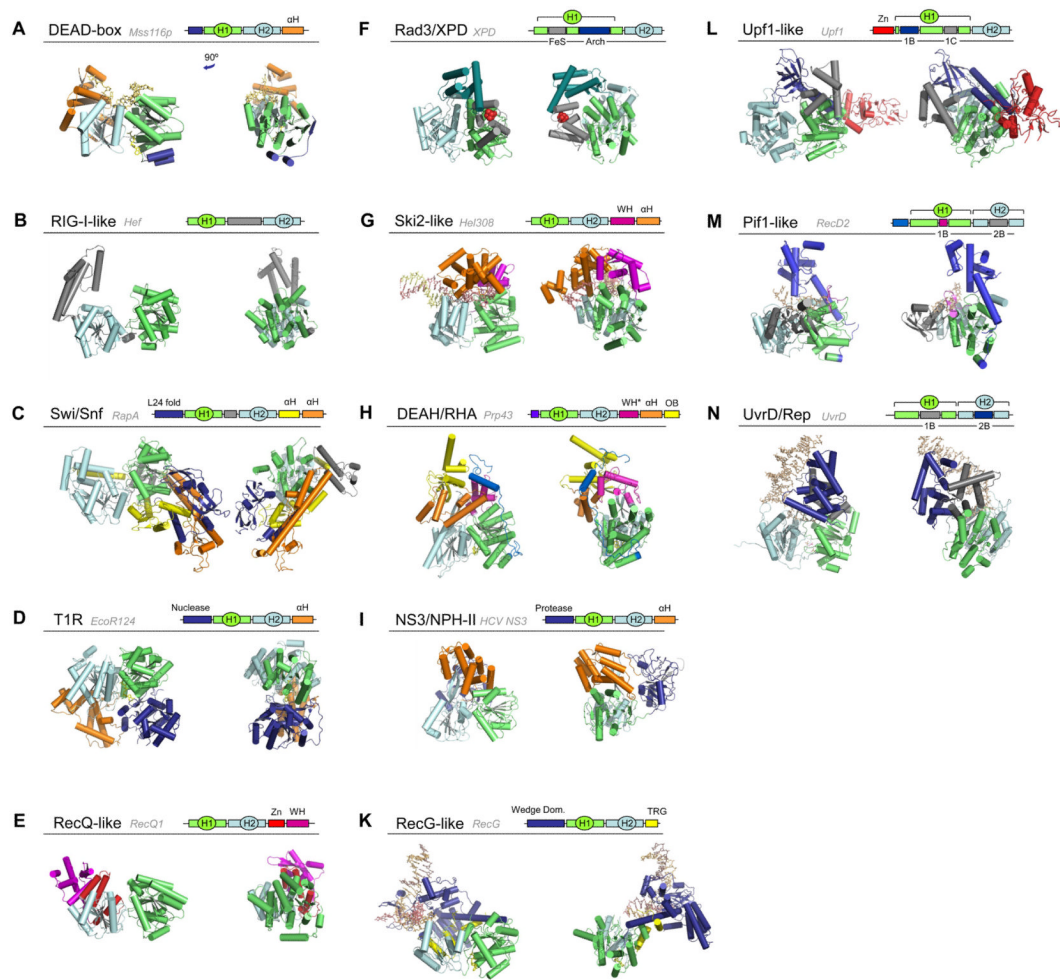 A DEAD-box Mss116p H1 H2 αH
90º
B RIG-I-like Hef H1 H2
C Swi/Snf RapA L24 fold H1 H2 αH αH
D T1R EcoR124 Nuclease H1 H2 αH
E RecQ-like RecQ1 H1 H2 Zn WH
F Rad3/XPD XPD H1 H2
FeS Arch
G Ski2-like Hel308 H1 H2 WH αH
H DEAH/RHA Prp43 H1 H2 WH* αH OB
I NS3/NPH-II HCV NS3 Protease H1 H2 αH
K RecG-like RecG Wedge Dom. H1 H2 TRG
L Upf1-like Upf1 Zn H1 H2
1B 1C
M Pif1-like RecD2 H1 H2
1B 2B
N UvrD/Rep UvrD H1 H2
1B 2B